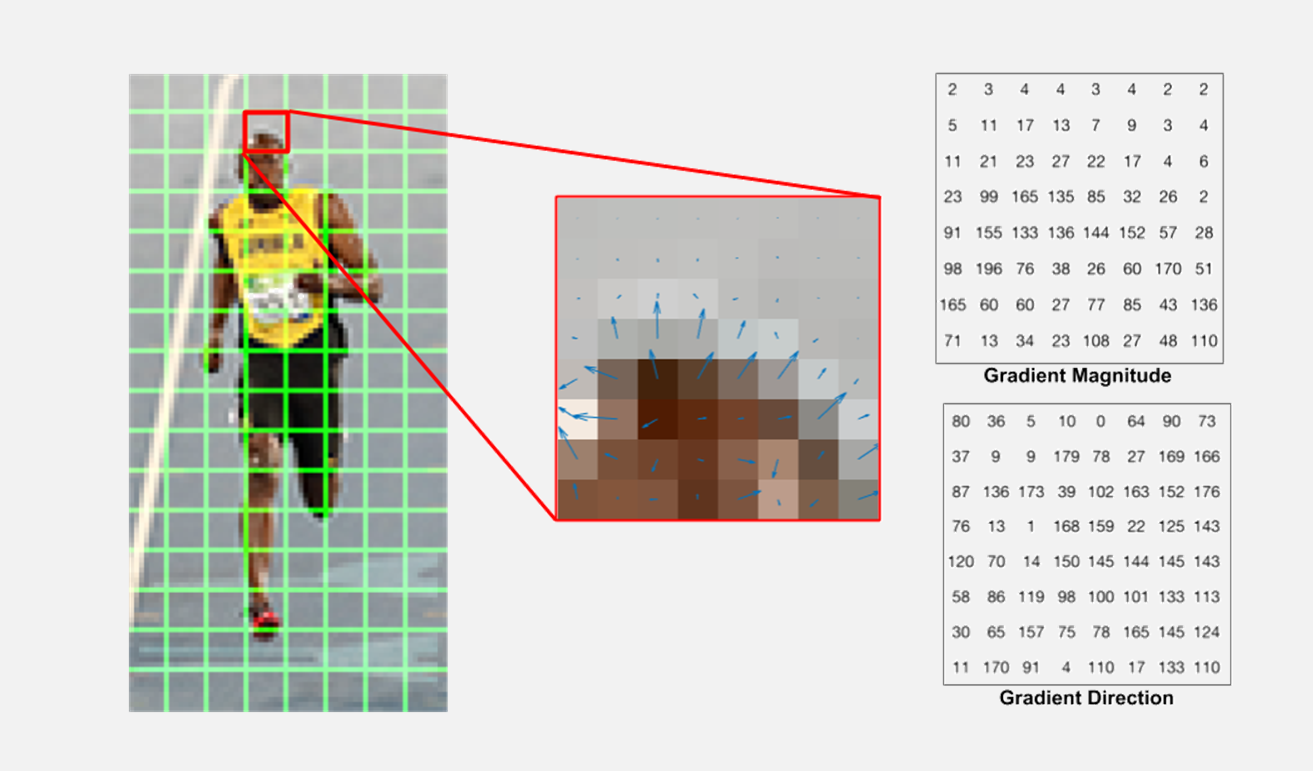 2 3 4 4 3 4 2 2
5 11 17 13 7 9 3 4
11 21 23 27 22 17 4 6
23 99 165 135 85 32 26 2
91 155 133 136 144 152 57 28
98 196 76 38 26 60 170 51
165 60 60 27 77 85 43 136
71 13 34 23 108 27 48 110
Gradient Magnitude
80 36 5 10 0 64 90 73
37 9 9 179 78 27 169 166
87 136 173 39 102 163 152 176
76 13 1 168 159 22 125 143
120 70 14 150 145 144 145 143
58 86 119 98 100 101 133 113
30 65 157 75 78 165 145 124
11 170 91 4 110 17 133 110
Gradient Direction